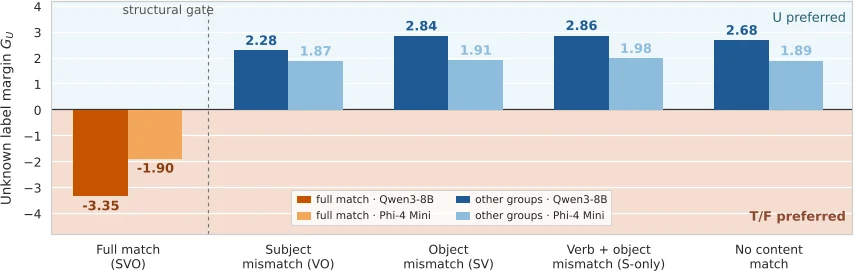 structural gate
U preferred
Unknown label margin G_U
4
3
2
1
0
−1
−2
−3
−4
-3.35
-1.90
2.28
1.87
2.84
1.91
2.86
1.98
2.68
1.89
full match · Qwen3-8B
full match · Phi-4 Mini
other groups · Qwen3-8B
other groups · Phi-4 Mini
T/F preferred
Full match
(SVO)
Subject
mismatch (VO)
Object
mismatch (SV)
Verb + object
mismatch (S-only)
No content
match